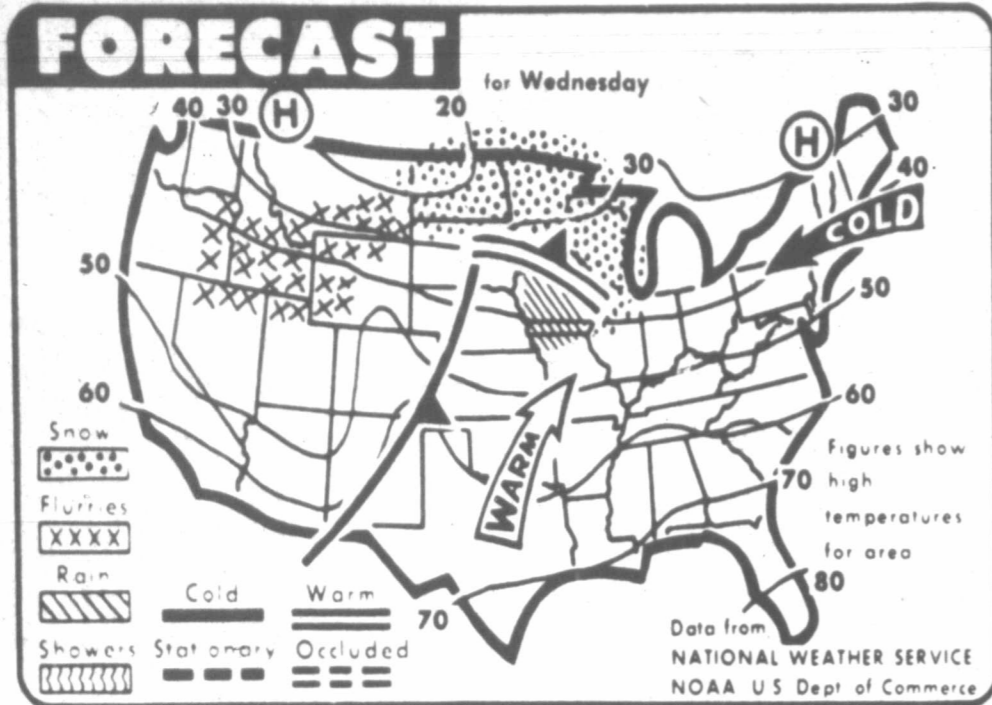 FORECAST
for Wednesday
40 30 H 20
H 30
30
40
COLD
50
50
60
60
WARM
70
70
80
Figures show
high
temperatures
for area
Snow
Flurries
Rain
Showers
Cold
Warm
Stationary
Occluded
Data from
NATIONAL WEATHER SERVICE
NOAA US Dept of Commerce